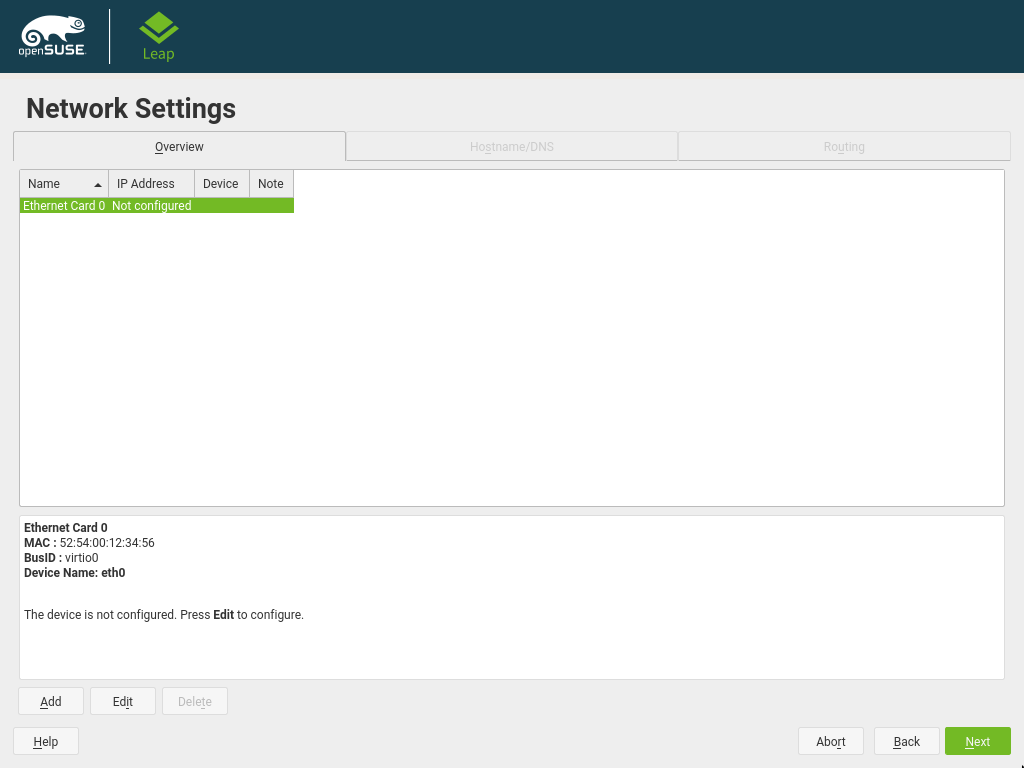 openSUSE
Leap
Network Settings
Overview Hostname/DNS Routing
Name IP Address Device Note
Ethernet Card 0 Not configured
Ethernet Card 0
MAC : 52:54:00:12:34:56
BusID : virtio0
Device Name: eth0
The device is not configured. Press Edit to configure.
Add Edit Delete
Help Abort Back Next